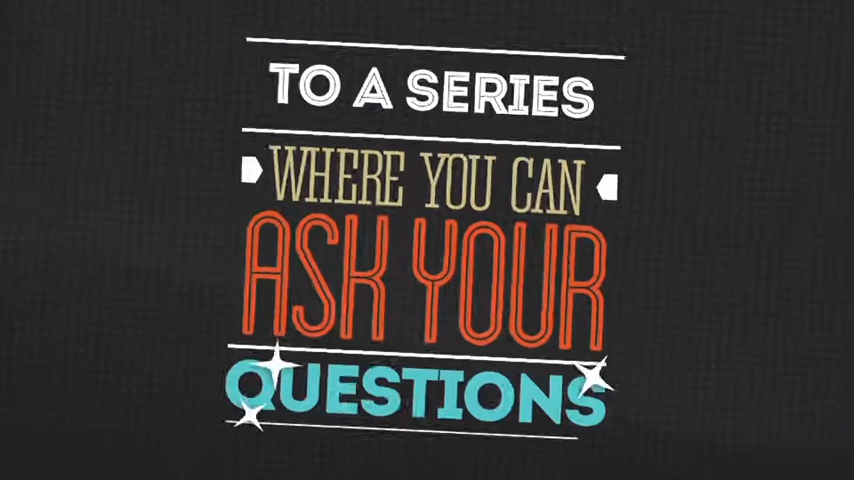 TO A SERIES
WHERE YOU CAN
ASK YOUR
QUESTIONS